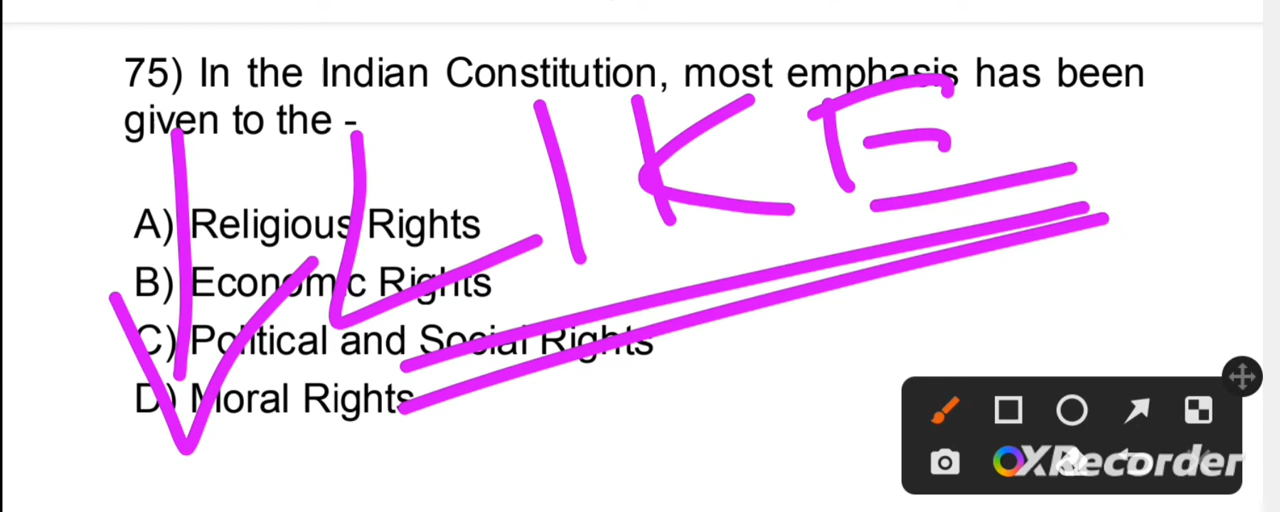 75) In the Indian Constitution, most emphasis has been
given to the -
LIKE
A) Religious Rights
B) Economic Rights
C) Political and Social Rights
D) Moral Rights
XRecorder